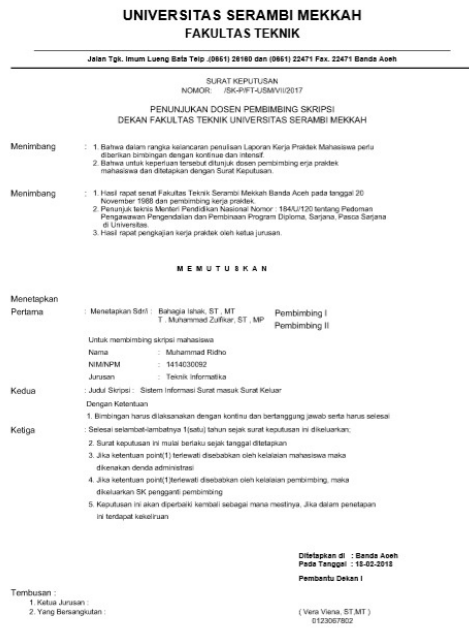 UNIVERSITAS SERAMBI MEKKAH
FAKULTAS TEKNIK
Jalan Tgk. Imum Lueng Bata Telp .(0651) 28160 dan (0651) 22471 Fax. 22471 Banda Aceh
SURAT KEPUTUSAN
NOMOR: /SK-P/FT-USM/VII/2017
PENUNJUKAN DOSEN PEMBIMBING SKRIPSI
DEKAN FAKULTAS TEKNIK UNIVERSITAS SERAMBI MEKKAH
Menimbang : 1. Bahwa dalam rangka kelancaran penulisan Laporan Kerja Praktek Mahasiswa perlu
diberikan bimbingan dengan kontinue dan intensif.
2. Bahwa untuk keperluan tersebut ditunjuk dosen pembimbing erja praktek
mahasiswa dan ditetapkan dengan Surat Keputusan.
Menimbang : 1. Hasil rapat senat Fakultas Teknik Serambi Mekkah Banda Aceh pada tanggal 20
November 1988 dan pembimbing kerja praktek.
2. Penunjuk teknis Menteri Pendidikan Nasional Nomor : 184/U/120 tentang Pedoman
Pengawawan Pengendalian dan Pembinaan Program Diploma, Sarjana, Pasca Sarjana
di Universitas.
3. Hasil rapat pengkajian kerja praktek oleh ketua jurusan.
M E M U T U S K A N
Menetapkan
Pertama : Menetapkan Sdr/i : Bahagia Ishak, ST , MT Pembimbing I
T . Muhammad Zulfikar, ST , MP Pembimbing II
Untuk membimbing skripsi mahasiswa
Nama : Muhammad Ridho
NIM/NPM : 1414030092
Jurusan : Teknik Informatika
Kedua : Judul Skripsi : Sistem Informasi Surat masuk Surat Keluar
Dengan Ketentuan
1. Bimbingan harus dilaksanakan dengan kontinu dan bertanggung jawab serta harus selesai
Ketiga : Selesai selambat-lambatnya 1(satu) tahun sejak surat keputusan ini dikeluarkan;
2. Surat keputusan ini mulai berlaku sejak tanggal ditetapkan
3. Jika ketentuan point(1) terlewati disebabkan oleh kelalaian mahasiswa maka
dikenakan denda administrasi
4. Jika ketentuan point(1)terlewati disebabkan oleh kelalaian pembimbing, maka
dikeluarkan SK pengganti pembimbing
5. Keputusan ini akan diperbaiki kembali sebagai mana mestinya, Jika dalam penetapan
ini terdapat kekeliruan
Ditetapkan di : Banda Aceh
Pada Tanggal : 18-02-2018
Pembantu Dekan I
Tembusan :
1. Ketua Jurusan :
2. Yang Bersangkutan :
( Vera Viena, ST,MT )
0123067802